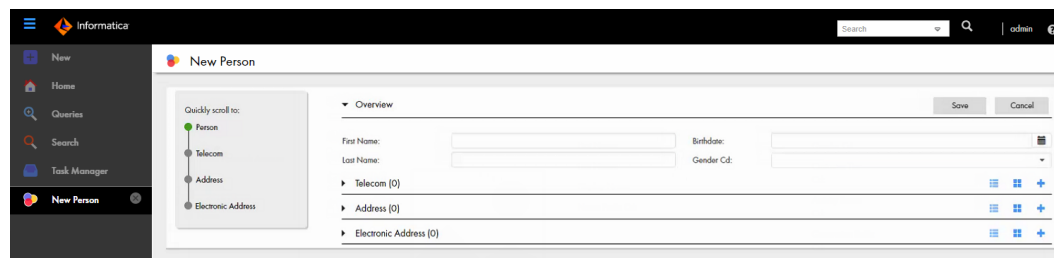 Informatica
Search
admin
New
Home
Queries
Search
Task Manager
New Person
New Person
Quickly scroll to:
Person
Telecom
Address
Electronic Address
Overview
Save
Cancel
First Name:
Birthdate:
Last Name:
Gender Cd:
Telecom (0)
Address (0)
Electronic Address (0)